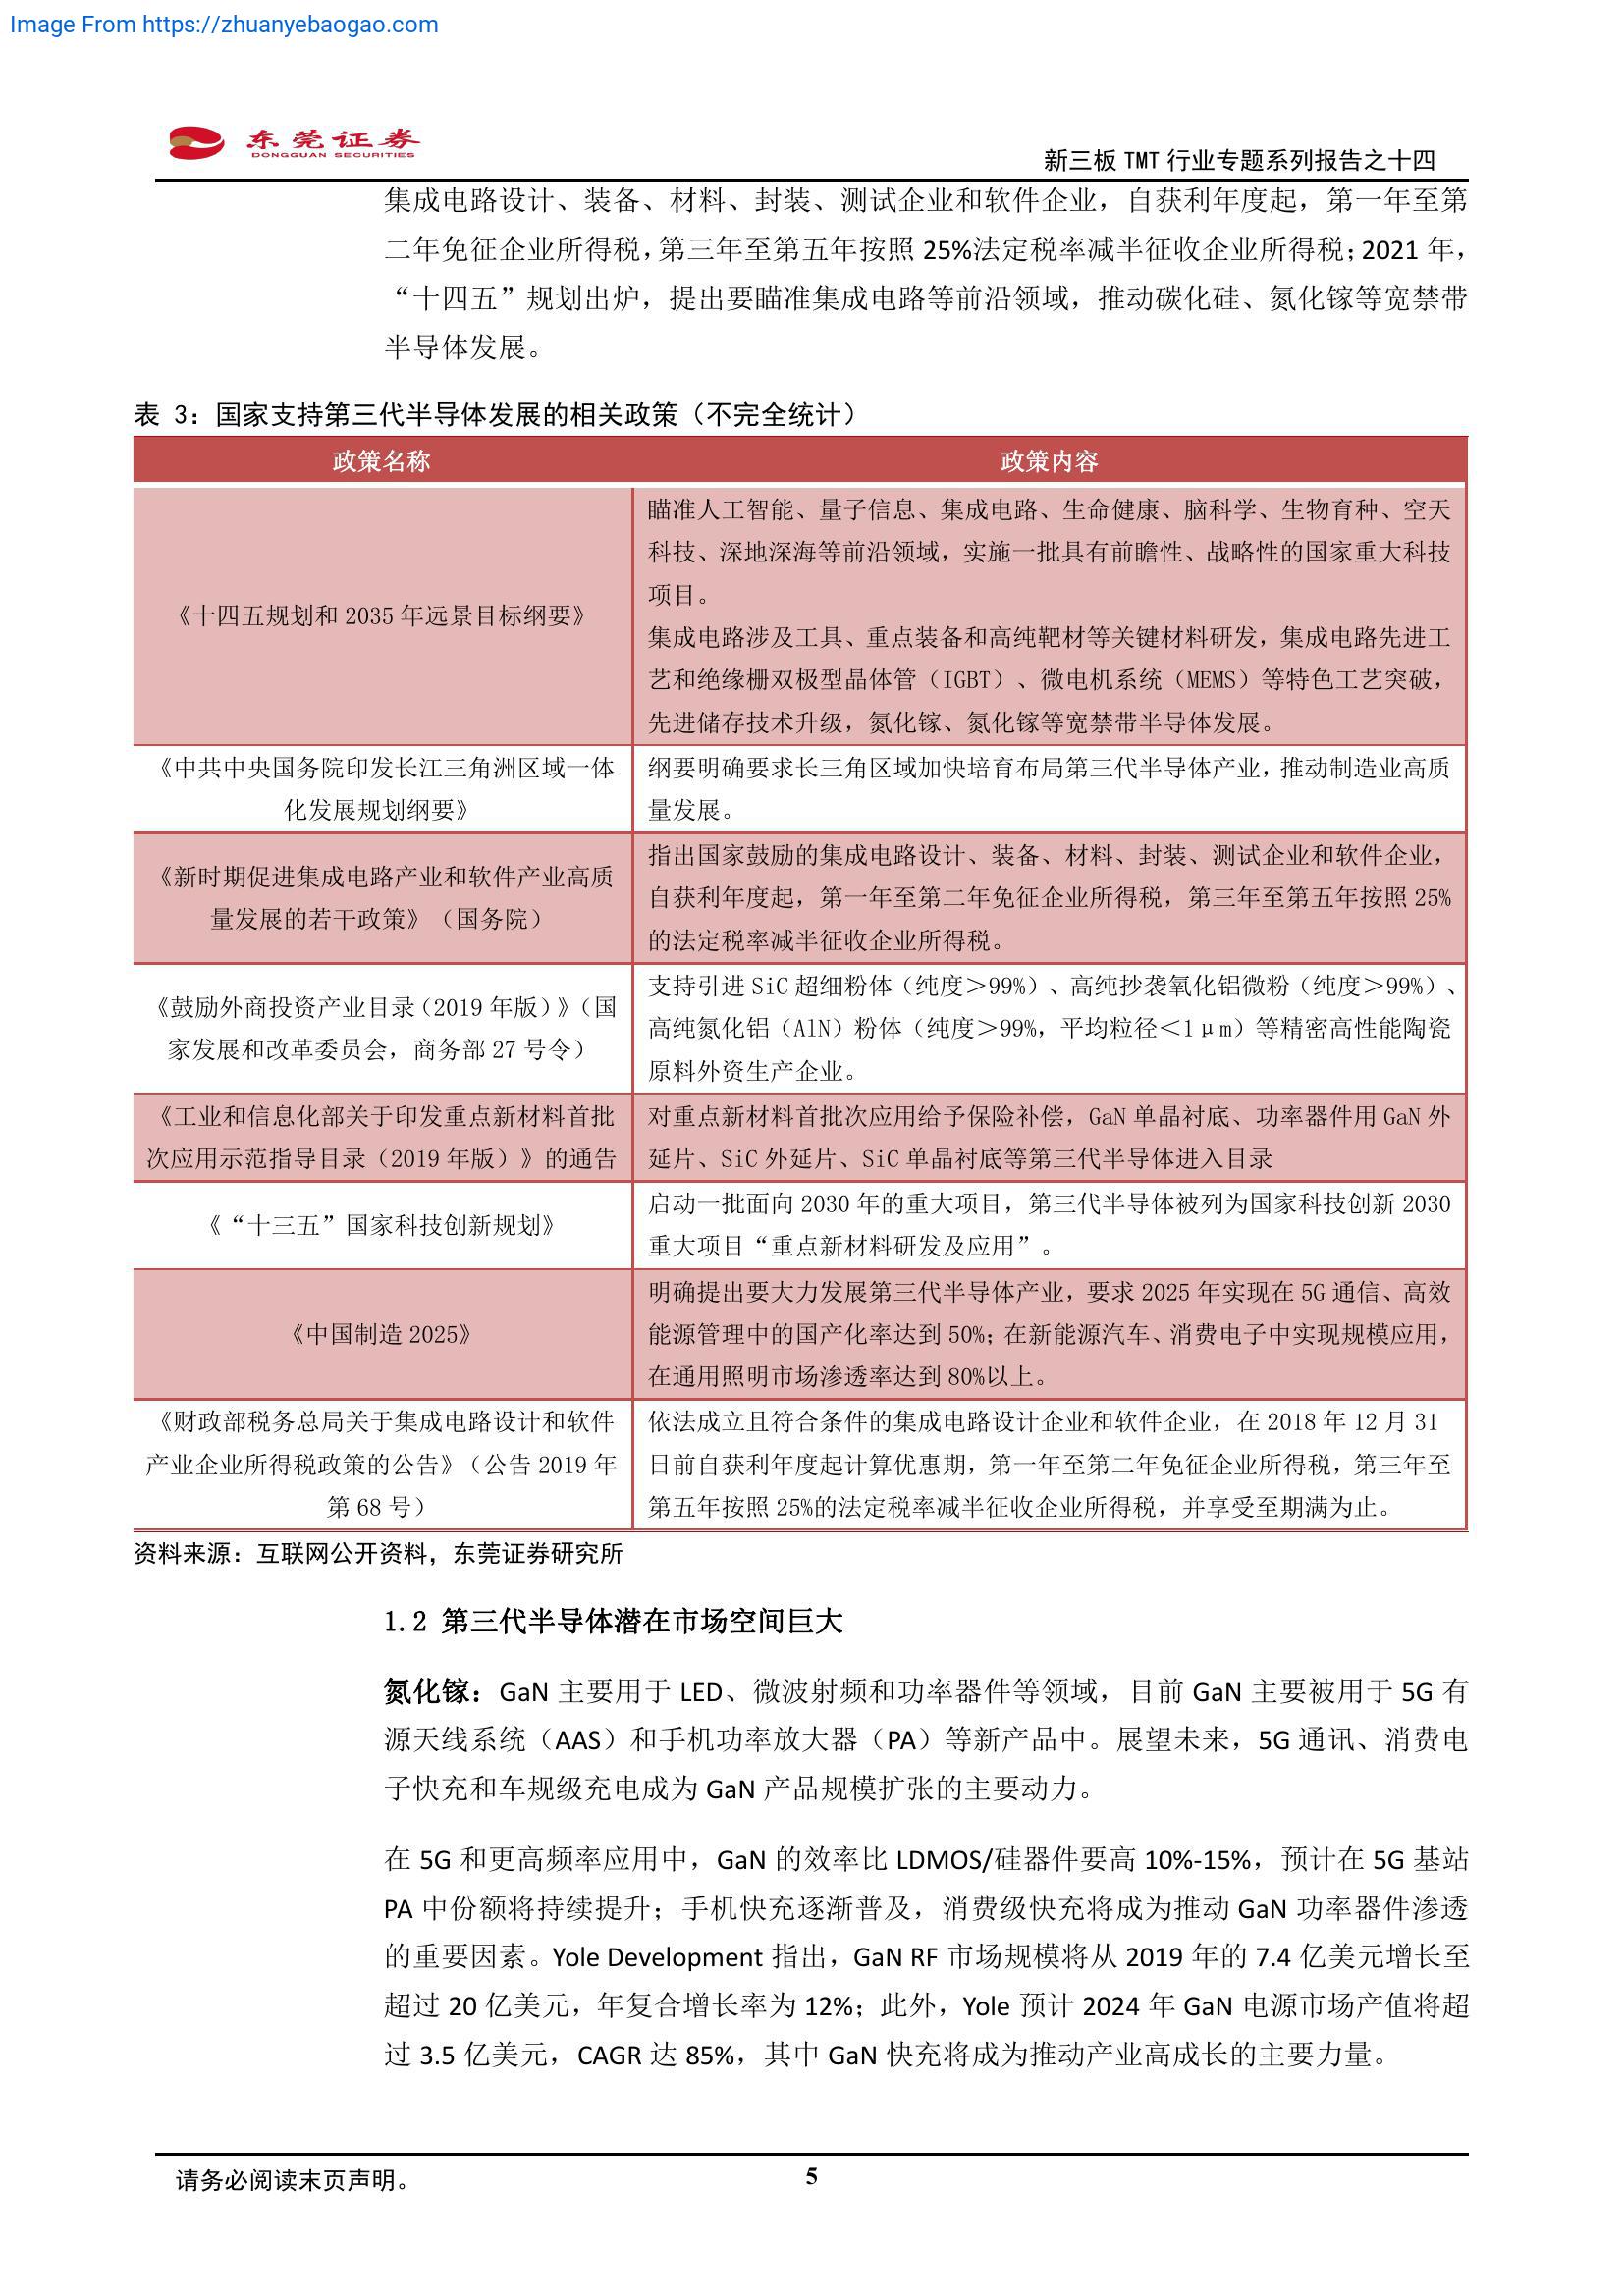 Image From https://zhuanyebaogao.com
东莞证券
DONGGUAN SECURITIES
新三板 TMT 行业专题系列报告之十四
集成电路设计、装备、材料、封装、测试企业和软件企业，自获利年度起，第一年至第
二年免征企业所得税，第三年至第五年按照 25%法定税率减半征收企业所得税；2021 年，
“十四五”规划出炉，提出要瞄准集成电路等前沿领域，推动碳化硅、氮化镓等宽禁带
半导体发展。
表 3：国家支持第三代半导体发展的相关政策（不完全统计）
政策名称
政策内容
《十四五规划和 2035 年远景目标纲要》
瞄准人工智能、量子信息、集成电路、生命健康、脑科学、生物育种、空天
科技、深地深海等前沿领域，实施一批具有前瞻性、战略性的国家重大科技
项目。
集成电路涉及工具、重点装备和高纯靶材等关键材料研发，集成电路先进工
艺和绝缘栅双极型晶体管（IGBT）、微电机系统（MEMS）等特色工艺突破，
先进储存技术升级，氮化镓、氮化镓等宽禁带半导体发展。
《中共中央国务院印发长江三角洲区域一体
化发展规划纲要》
纲要明确要求长三角区域加快培育布局第三代半导体产业，推动制造业高质
量发展。
《新时期促进集成电路产业和软件产业高质
量发展的若干政策》（国务院）
指出国家鼓励的集成电路设计、装备、材料、封装、测试企业和软件企业，
自获利年度起，第一年至第二年免征企业所得税，第三年至第五年按照 25%
的法定税率减半征收企业所得税。
《鼓励外商投资产业目录（2019 年版）》（国
家发展和改革委员会，商务部 27 号令）
支持引进 SiC 超细粉体（纯度＞99%）、高纯抄袭氧化铝微粉（纯度＞99%）、
高纯氮化铝（AlN）粉体（纯度＞99%，平均粒径＜1μm）等精密高性能陶瓷
原料外资生产企业。
《工业和信息化部关于印发重点新材料首批
次应用示范指导目录（2019 年版）》的通告
对重点新材料首批次应用给予保险补偿，GaN 单晶衬底、功率器件用 GaN 外
延片、SiC 外延片、SiC 单晶衬底等第三代半导体进入目录
《“十三五”国家科技创新规划》
启动一批面向 2030 年的重大项目，第三代半导体被列为国家科技创新 2030
重大项目“重点新材料研发及应用”。
《中国制造 2025》
明确提出要大力发展第三代半导体产业，要求 2025 年实现在 5G 通信、高效
能源管理中的国产化率达到 50%；在新能源汽车、消费电子中实现规模应用，
在通用照明市场渗透率达到 80%以上。
《财政部税务总局关于集成电路设计和软件
产业企业所得税政策的公告》（公告 2019 年
第 68 号）
依法成立且符合条件的集成电路设计企业和软件企业，在 2018 年 12 月 31
日前自获利年度起计算优惠期，第一年至第二年免征企业所得税，第三年至
第五年按照 25%的法定税率减半征收企业所得税，并享受至期满为止。
资料来源：互联网公开资料，东莞证券研究所
1.2 第三代半导体潜在市场空间巨大
氮化镓：GaN 主要用于 LED、微波射频和功率器件等领域，目前 GaN 主要被用于 5G 有
源天线系统（AAS）和手机功率放大器（PA）等新产品中。展望未来，5G 通讯、消费电
子快充和车规级充电成为 GaN 产品规模扩张的主要动力。
在 5G 和更高频率应用中，GaN 的效率比 LDMOS/硅器件要高 10%-15%，预计在 5G 基站
PA 中份额将持续提升；手机快充逐渐普及，消费级快充将成为推动 GaN 功率器件渗透
的重要因素。Yole Development 指出，GaN RF 市场规模将从 2019 年的 7.4 亿美元增长至
超过 20 亿美元，年复合增长率为 12%；此外，Yole 预计 2024 年 GaN 电源市场产值将超
过 3.5 亿美元，CAGR 达 85%，其中 GaN 快充将成为推动产业高成长的主要力量。
请务必阅读末页声明。
5